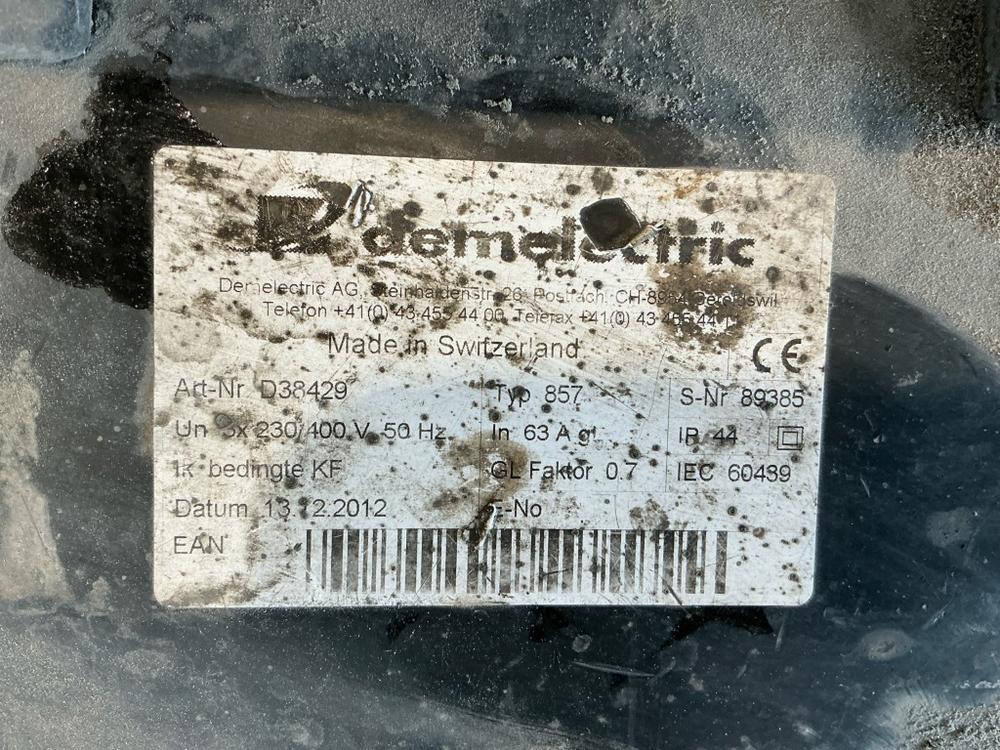 demelectric
Demelectric AG, Steinhaldenstr. 26, Postfach, CH-8954 Geroldswil
Telefon +41(0) 43 455 44 00, Telefax +41(0) 43 455 44 11
Made in Switzerland
CE
Art-Nr D38429 Typ 857 S-Nr 89385
Un 3x 230/400 V, 50 Hz In 63 A gl IP 44
Ik bedingte KF GL Faktor 0.7 IEC 60439
Datum 13.12.2012 E-No
EAN